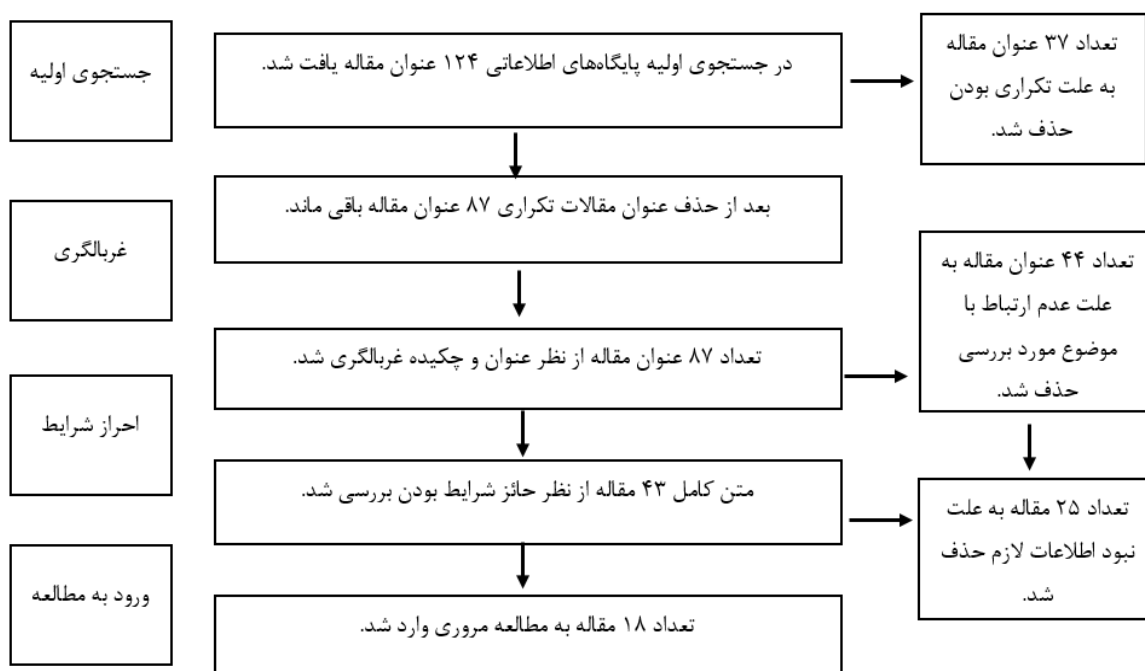 جستجوی اولیه
در جستجوی اولیه پایگاه‌های اطلاعاتی ۱۲۴ عنوان مقاله یافت شد.
تعداد ۳۷ عنوان مقاله
به علت تکراری بودن
حذف شد.
غربالگری
بعد از حذف عنوان مقالات تکراری ۸۷ عنوان مقاله باقی ماند.
تعداد ۸۷ عنوان مقاله از نظر عنوان و چکیده غربالگری شد.
تعداد ۴۴ عنوان مقاله به
علت عدم ارتباط با
موضوع مورد بررسی
حذف شد.
احراز شرایط
متن کامل ۴۳ مقاله از نظر حائز شرایط بودن بررسی شد.
تعداد ۲۵ مقاله به علت
نبود اطلاعات لازم حذف
شد.
ورود به مطالعه
تعداد ۱۸ مقاله به مطالعه مروری وارد شد.